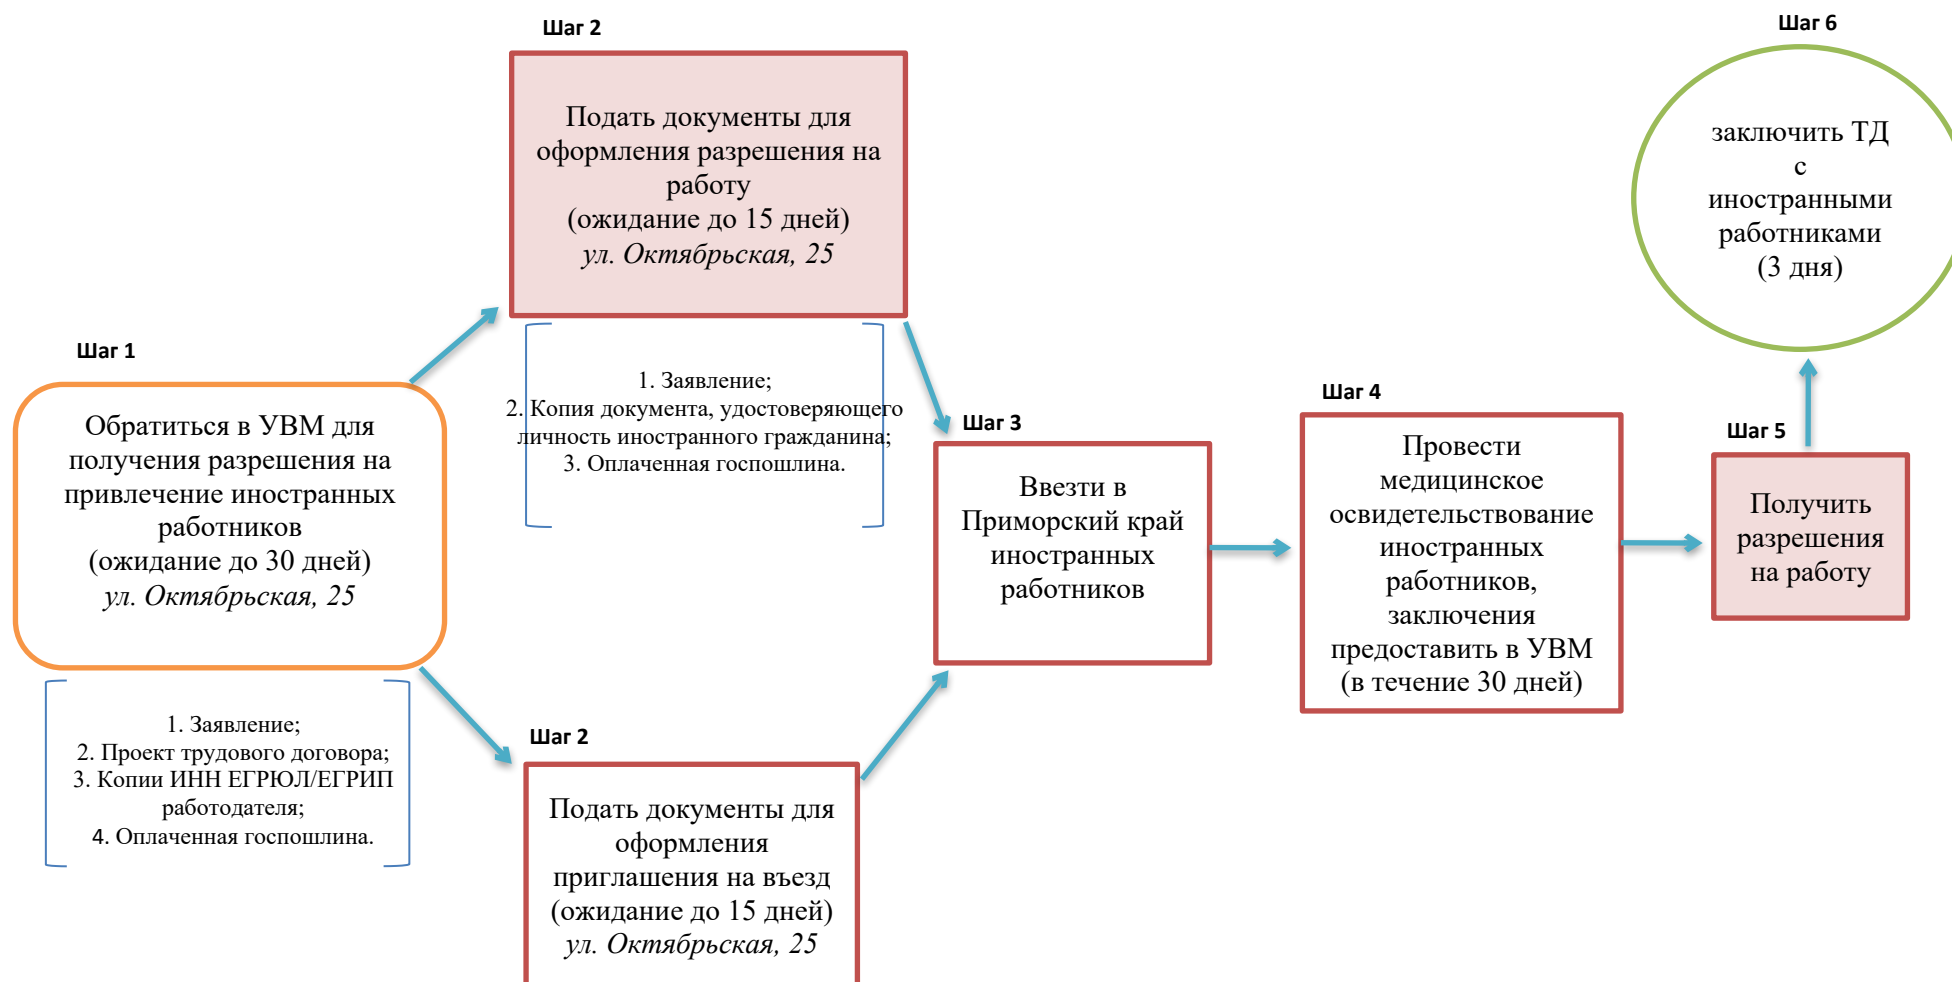 Шаг 1
Обратиться в УВМ для
получения разрешения на
привлечение иностранных
работников
(ожидание до 30 дней)
ул. Октябрьская, 25
1. Заявление;
2. Проект трудового договора;
3. Копии ИНН ЕГРЮЛ/ЕГРИП
работодателя;
4. Оплаченная госпошлина.
Шаг 2
Подать документы для
оформления разрешения на
работу
(ожидание до 15 дней)
ул. Октябрьская, 25
1. Заявление;
2. Копия документа, удостоверяющего
личность иностранного гражданина;
3. Оплаченная госпошлина.
Шаг 2
Подать документы для
оформления
приглашения на въезд
(ожидание до 15 дней)
ул. Октябрьская, 25
Шаг 3
Ввезти в
Приморский край
иностранных
работников
Шаг 4
Провести
медицинское
освидетельствование
иностранных
работников,
заключения
предоставить в УВМ
(в течение 30 дней)
Шаг 5
Получить
разрешения
на работу
Шаг 6
заключить ТД
с
иностранными
работниками
(3 дня)